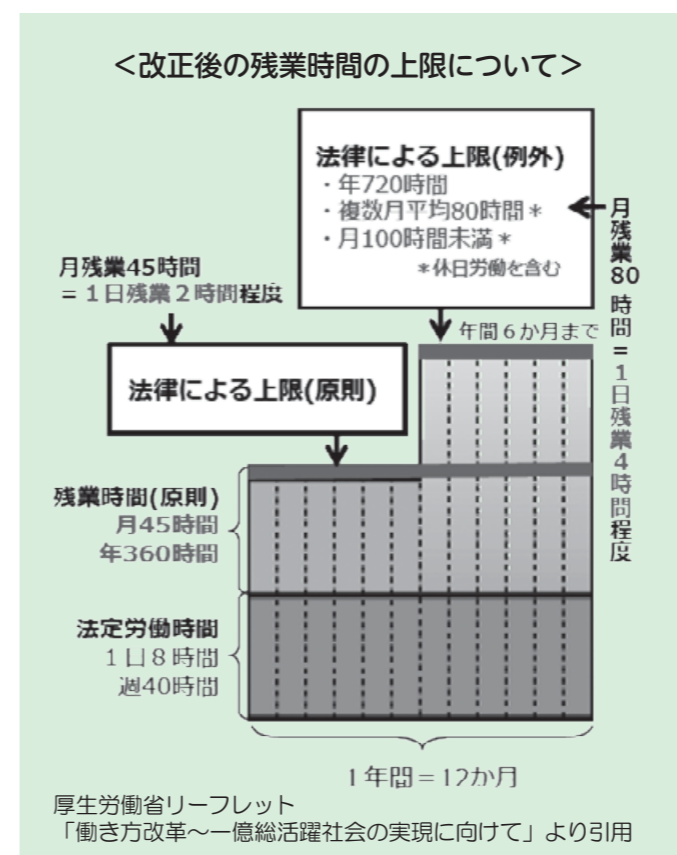 ＜改正後の残業時間の上限について＞
法律による上限(例外)
・年720時間
・複数月平均80時間＊
・月100時間未満＊
＊休日労働を含む
月残業80時間＝1日残業4時間程度
月残業45時間
＝1日残業2時間程度
年間6か月まで
法律による上限(原則)
残業時間(原則)
月45時間
年360時間
法定労働時間
1日8時間
週40時間
1年間＝12か月
厚生労働省リーフレット
「働き方改革～一億総活躍社会の実現に向けて」より引用